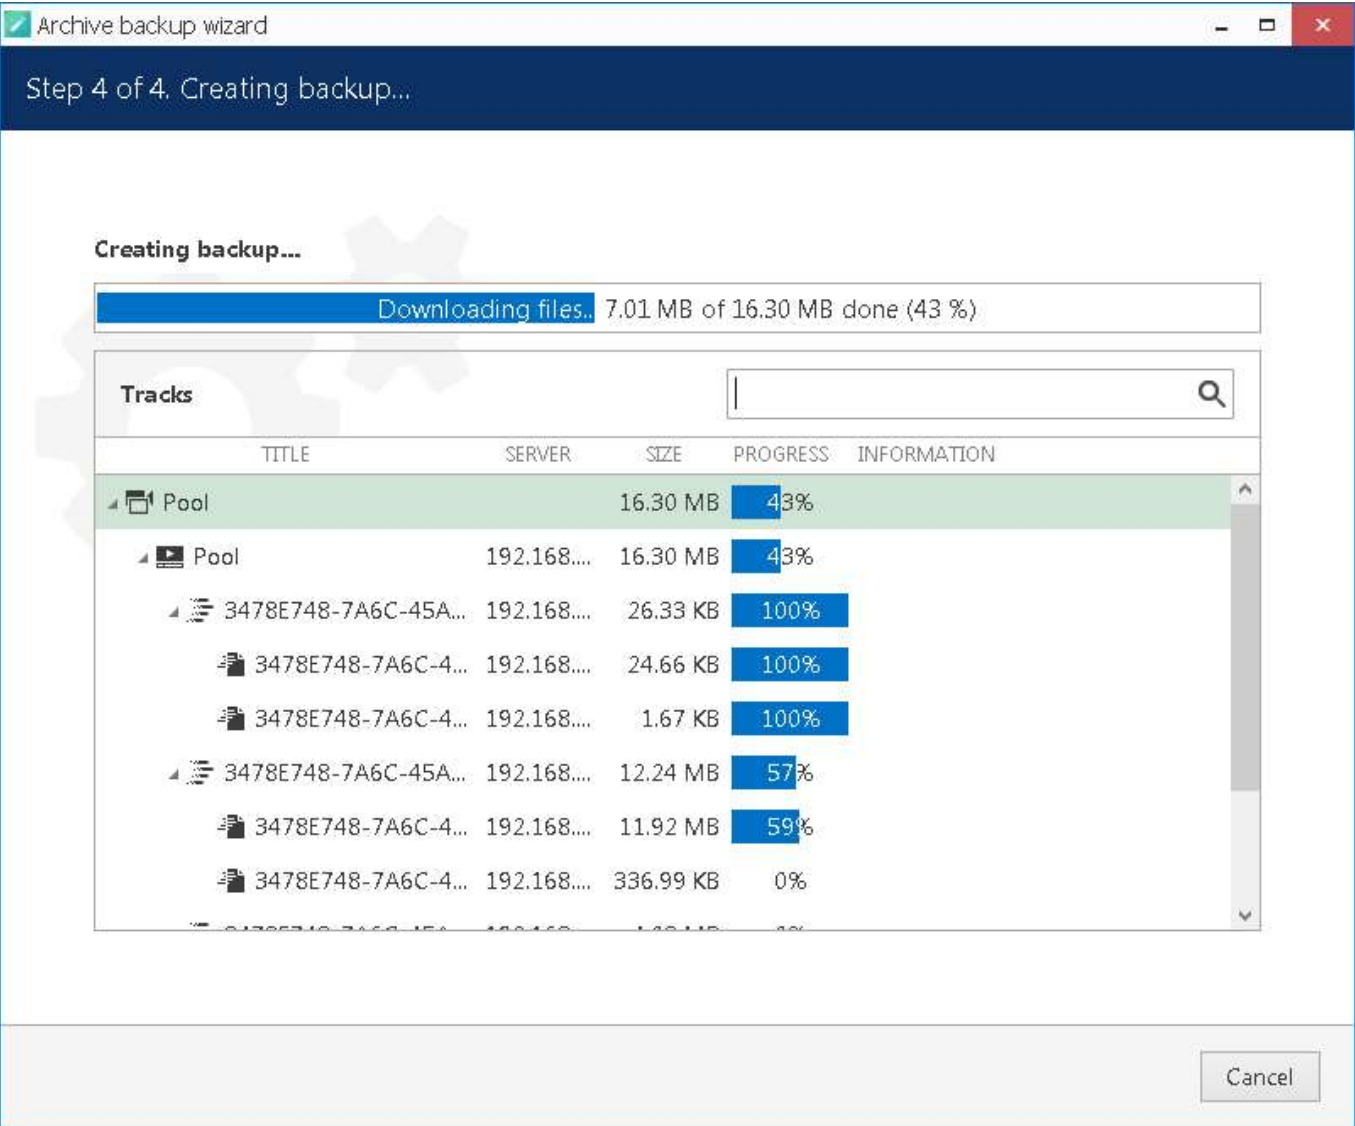 Archive backup wizard
Step 4 of 4. Creating backup...
Creating backup...
Downloading files.. 7.01 MB of 16.30 MB done (43 %)
Tracks
TITLE SERVER SIZE PROGRESS INFORMATION
Pool 16.30 MB 43%
Pool 192.168.... 16.30 MB 43%
3478E748-7A6C-45A... 192.168.... 26.33 KB 100%
3478E748-7A6C-4... 192.168.... 24.66 KB 100%
3478E748-7A6C-4... 192.168.... 1.67 KB 100%
3478E748-7A6C-45A... 192.168.... 12.24 MB 57%
3478E748-7A6C-4... 192.168.... 11.92 MB 59%
3478E748-7A6C-4... 192.168.... 336.99 KB 0%
Cancel